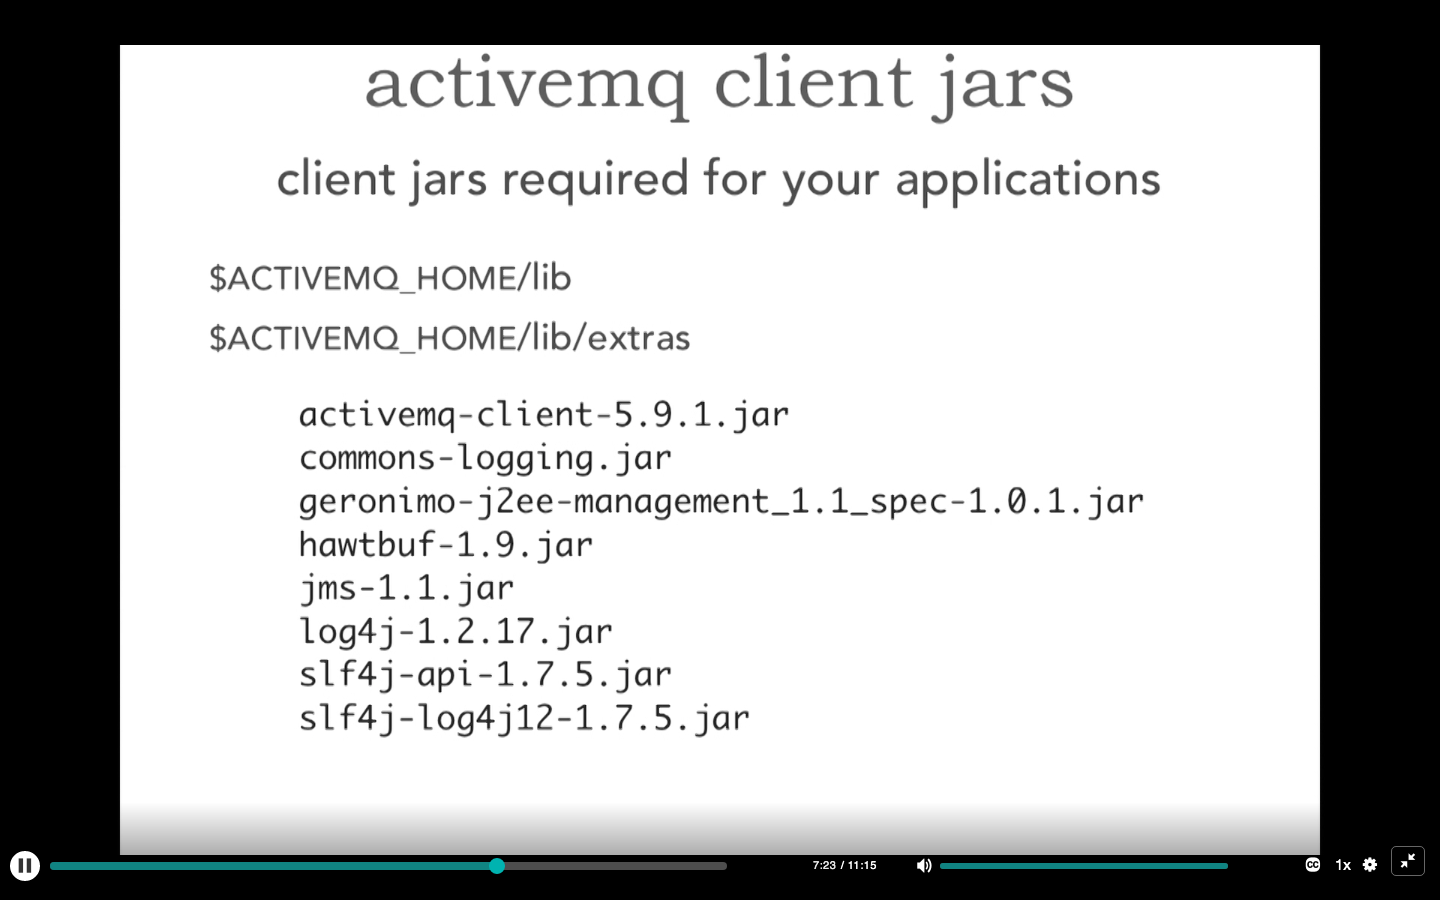 activemq client jars
client jars required for your applications
$ACTIVEMQ_HOME/lib
$ACTIVEMQ_HOME/lib/extras
activemq-client-5.9.1.jar
commons-logging.jar
geronimo-j2ee-management_1.1_spec-1.0.1.jar
hawtbuf-1.9.jar
jms-1.1.jar
log4j-1.2.17.jar
slf4j-api-1.7.5.jar
slf4j-log4j12-1.7.5.jar
7:23 / 11:15 CC 1x